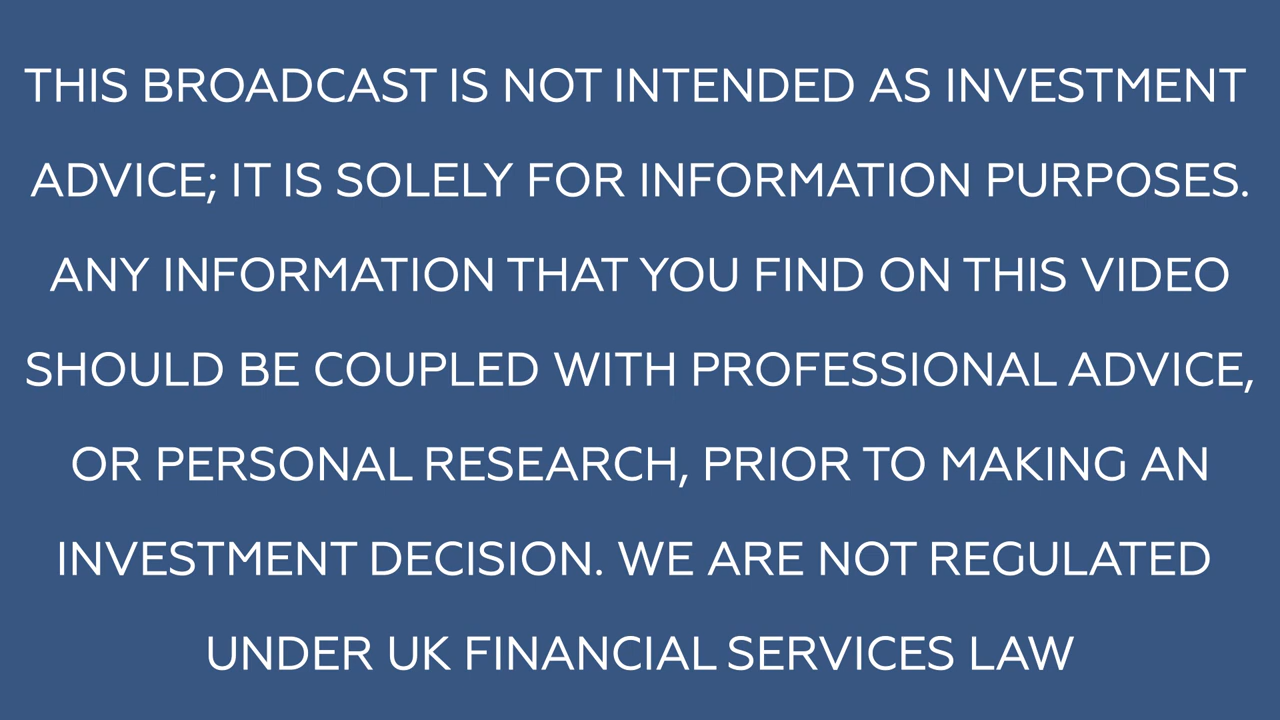 THIS BROADCAST IS NOT INTENDED AS INVESTMENT
ADVICE; IT IS SOLELY FOR INFORMATION PURPOSES.
ANY INFORMATION THAT YOU FIND ON THIS VIDEO
SHOULD BE COUPLED WITH PROFESSIONAL ADVICE,
OR PERSONAL RESEARCH, PRIOR TO MAKING AN
INVESTMENT DECISION. WE ARE NOT REGULATED
UNDER UK FINANCIAL SERVICES LAW